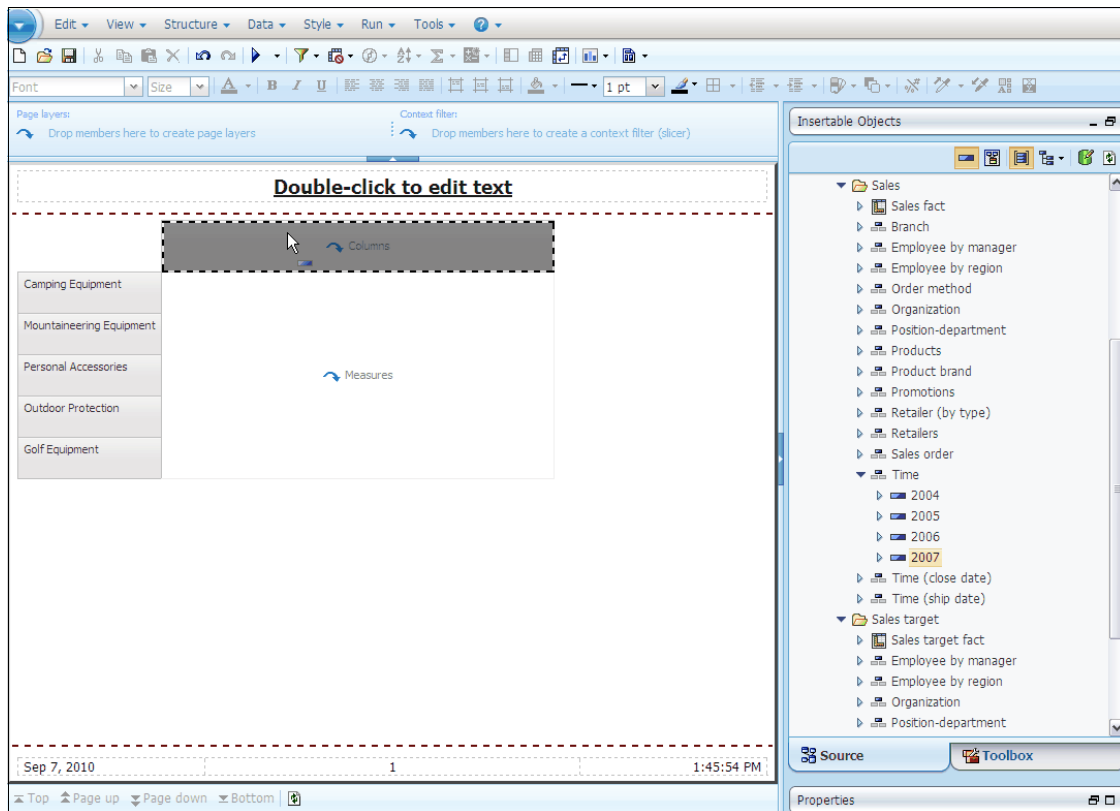 Edit View Structure Data Style Run Tools
Font Size B I U 1 pt
Page layers: Context filter:
Drop members here to create page layers Drop members here to create a context filter (slicer)
Double-click to edit text
Columns
Camping Equipment
Mountaineering Equipment
Personal Accessories
Outdoor Protection
Golf Equipment
Measures
Sep 7, 2010 1 1:45:54 PM
Top Page up Page down Bottom
Insertable Objects
Sales
Sales fact
Branch
Employee by manager
Employee by region
Order method
Organization
Position-department
Products
Product brand
Promotions
Retailer (by type)
Retailers
Sales order
Time
2004
2005
2006
2007
Time (close date)
Time (ship date)
Sales target
Sales target fact
Employee by manager
Employee by region
Organization
Position-department
Source Toolbox
Properties